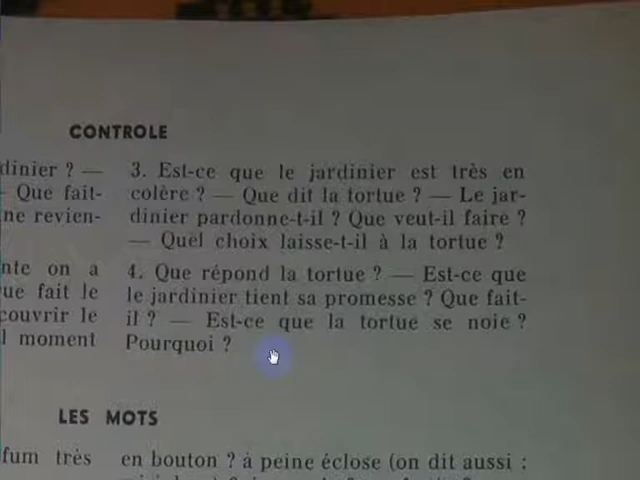 CONTROLE
dinier ? —
— Que fait-
ne revien-
nte on a
ue fait le
couvrir le
l moment
3. Est-ce que le jardinier est très en
colère ? — Que dit la tortue ? — Le jar-
dinier pardonne-t-il ? Que veut-il faire ?
— Quel choix laisse-t-il à la tortue ?
4. Que répond la tortue ? — Est-ce que
le jardinier tient sa promesse ? Que fait-
il ? — Est-ce que la tortue se noie ?
Pourquoi ?
LES MOTS
fum très
en bouton ? à peine éclose (on dit aussi :